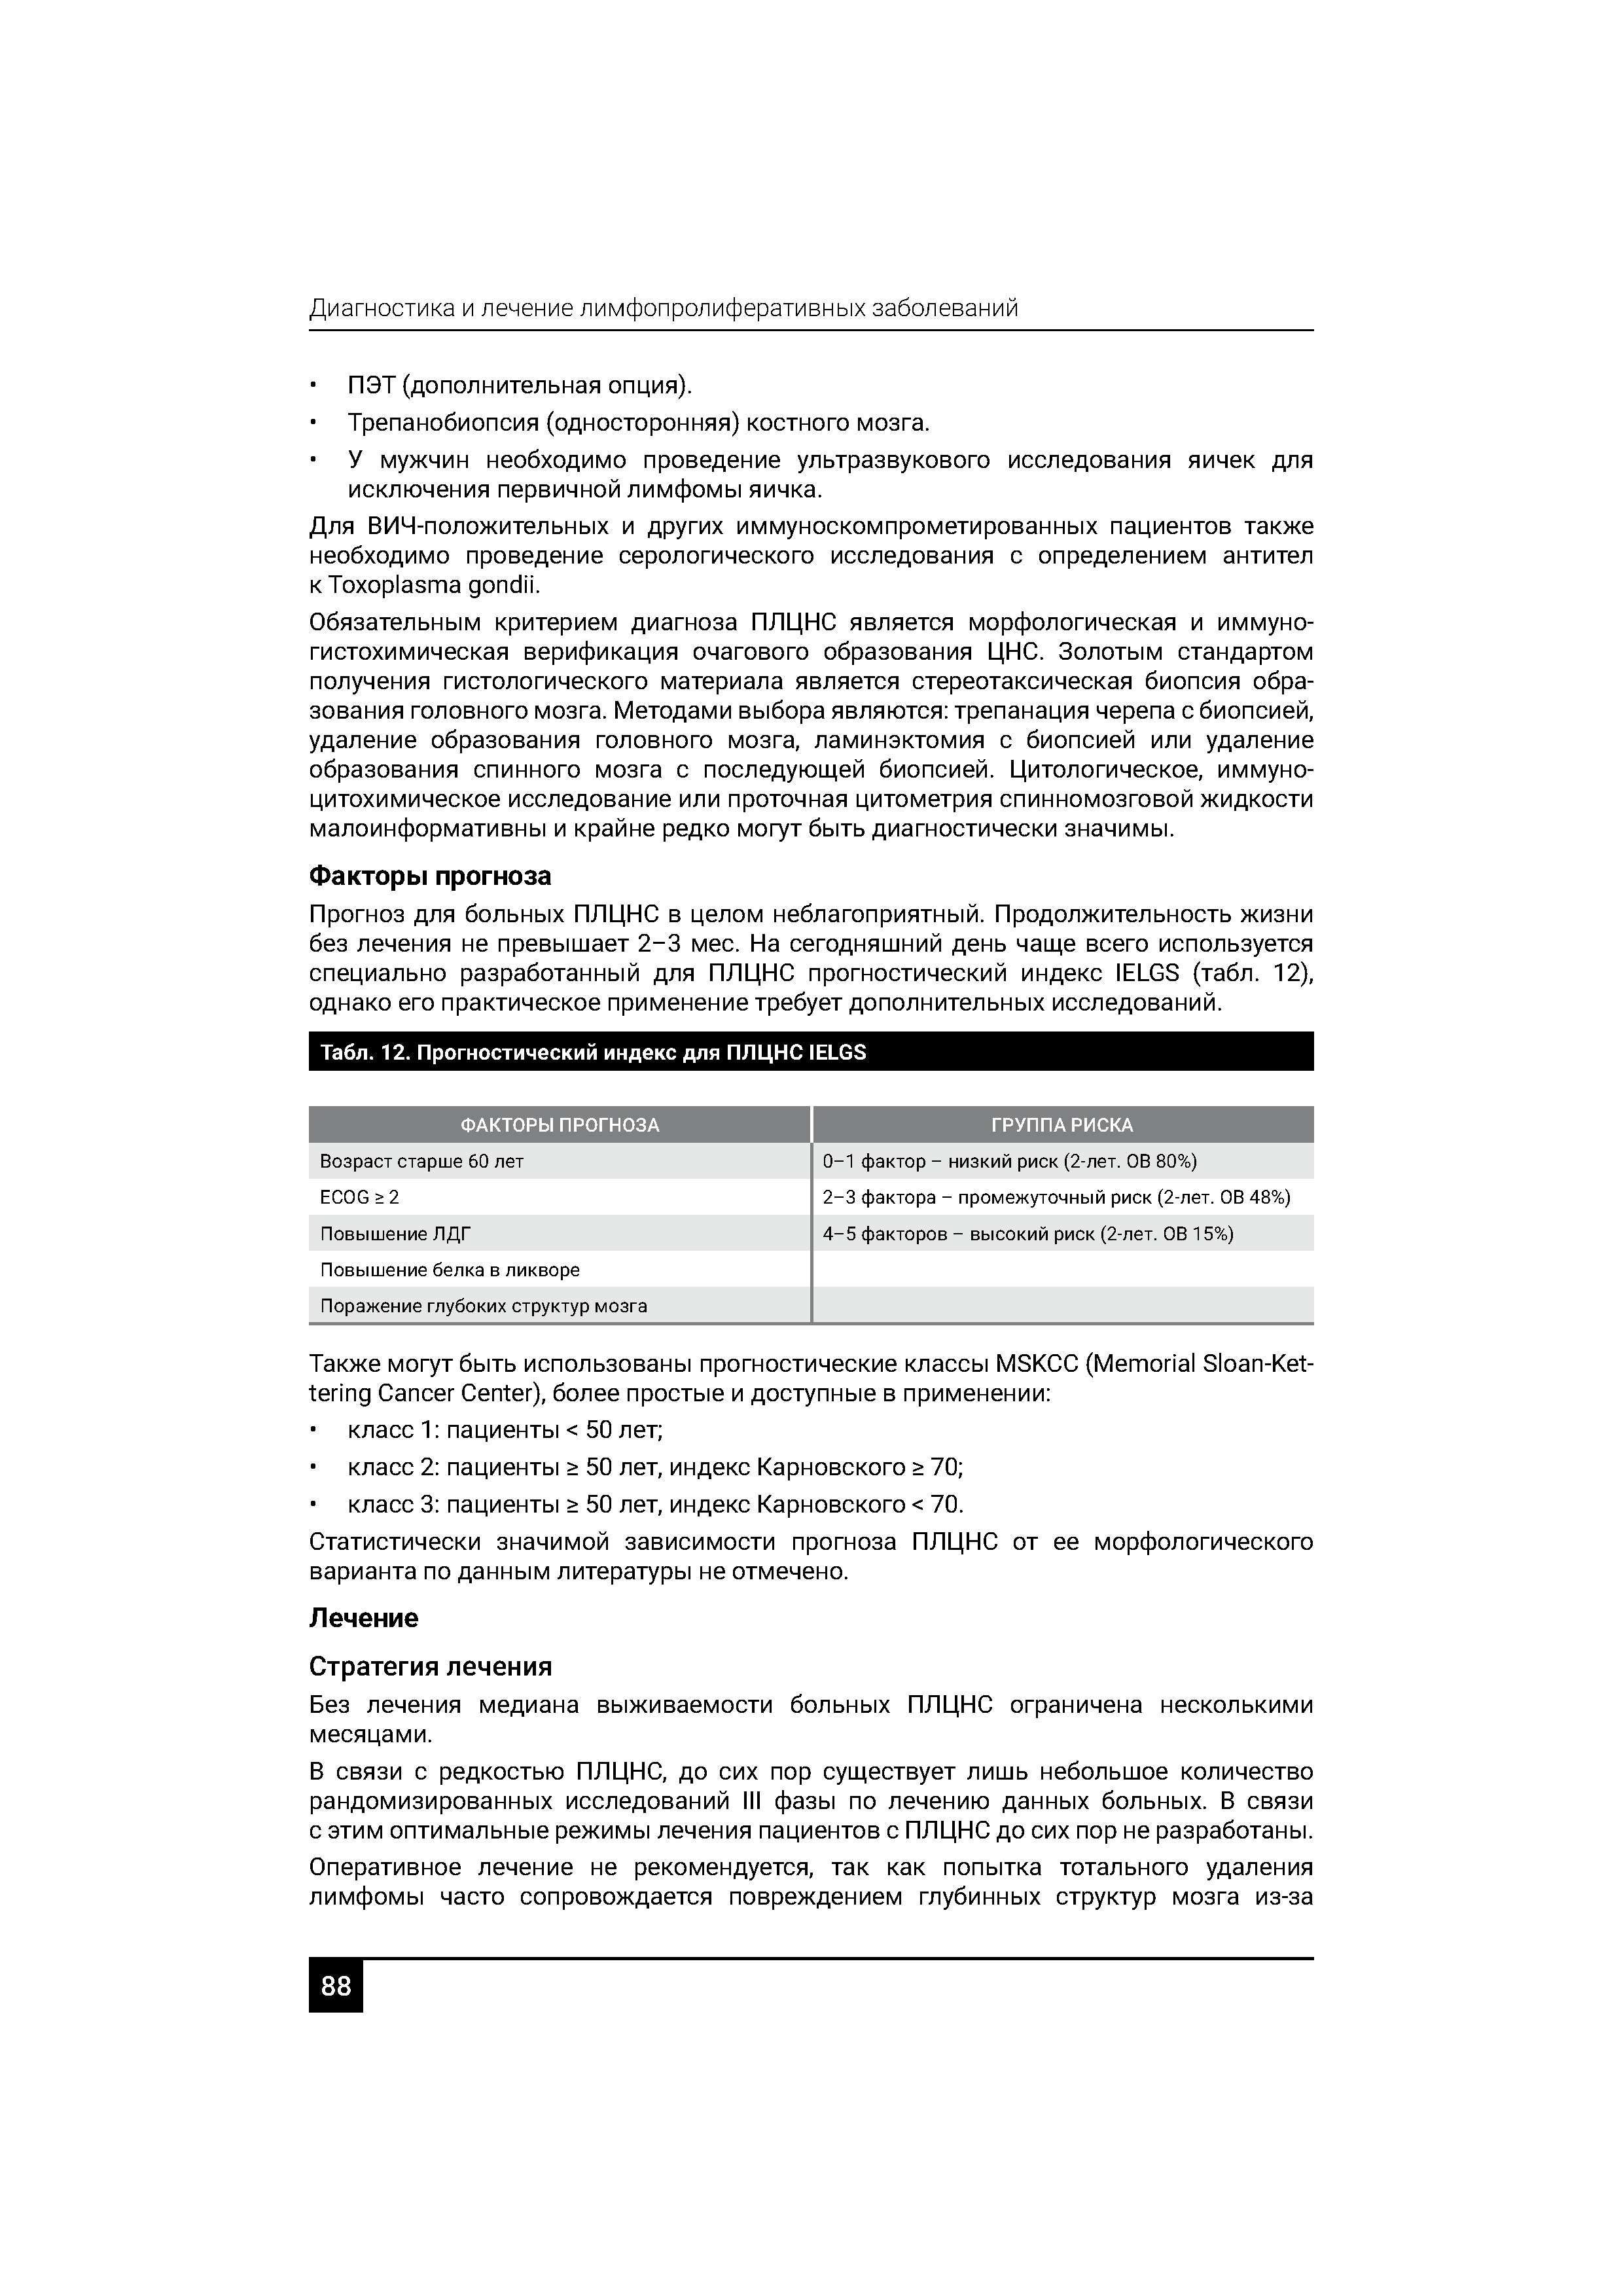 Диагностика и лечение лимфопролиферативных заболеваний
• ПЭТ (дополнительная опция).
• Трепанобиопсия (односторонняя) костного мозга.
• У мужчин необходимо проведение ультразвукового исследования яичек для
исключения первичной лимфомы яичка.
Для ВИЧ-положительных и других иммуноскомпрометированных пациентов также
необходимо проведение серологического исследования с определением антител
к Toxoplasma gondii.
Обязательным критерием диагноза ПЛЦНС является морфологическая и иммуно-
гистохимическая верификация очагового образования ЦНС. Золотым стандартом
получения гистологического материала является стереотаксическая биопсия обра-
зования головного мозга. Методами выбора являются: трепанация черепа с биопсией,
удаление образования головного мозга, ламинэктомия с биопсией или удаление
образования спинного мозга с последующей биопсией. Цитологическое, иммуно-
цитохимическое исследование или проточная цитометрия спинномозговой жидкости
малоинформативны и крайне редко могут быть диагностически значимы.
Факторы прогноза
Прогноз для больных ПЛЦНС в целом неблагоприятный. Продолжительность жизни
без лечения не превышает 2–3 мес. На сегодняшний день чаще всего используется
специально разработанный для ПЛЦНС прогностический индекс IELGS (табл. 12),
однако его практическое применение требует дополнительных исследований.
Табл. 12. Прогностический индекс для ПЛЦНС IELGS
ФАКТОРЫ ПРОГНОЗА ГРУППА РИСКА
Возраст старше 60 лет 0–1 фактор – низкий риск (2-лет. ОВ 80%)
ECOG ≥ 2 2–3 фактора – промежуточный риск (2-лет. ОВ 48%)
Повышение ЛДГ 4–5 факторов – высокий риск (2-лет. ОВ 15%)
Повышение белка в ликворе
Поражение глубоких структур мозга
Также могут быть использованы прогностические классы MSKCC (Memorial Sloan-Ket-
tering Cancer Center), более простые и доступные в применении:
• класс 1: пациенты < 50 лет;
• класс 2: пациенты ≥ 50 лет, индекс Карновского ≥ 70;
• класс 3: пациенты ≥ 50 лет, индекс Карновского < 70.
Статистически значимой зависимости прогноза ПЛЦНС от ее морфологического
варианта по данным литературы не отмечено.
Лечение
Стратегия лечения
Без лечения медиана выживаемости больных ПЛЦНС ограничена несколькими
месяцами.
В связи с редкостью ПЛЦНС, до сих пор существует лишь небольшое количество
рандомизированных исследований III фазы по лечению данных больных. В связи
с этим оптимальные режимы лечения пациентов с ПЛЦНС до сих пор не разработаны.
Оперативное лечение не рекомендуется, так как попытка тотального удаления
лимфомы часто сопровождается повреждением глубинных структур мозга из-за
88